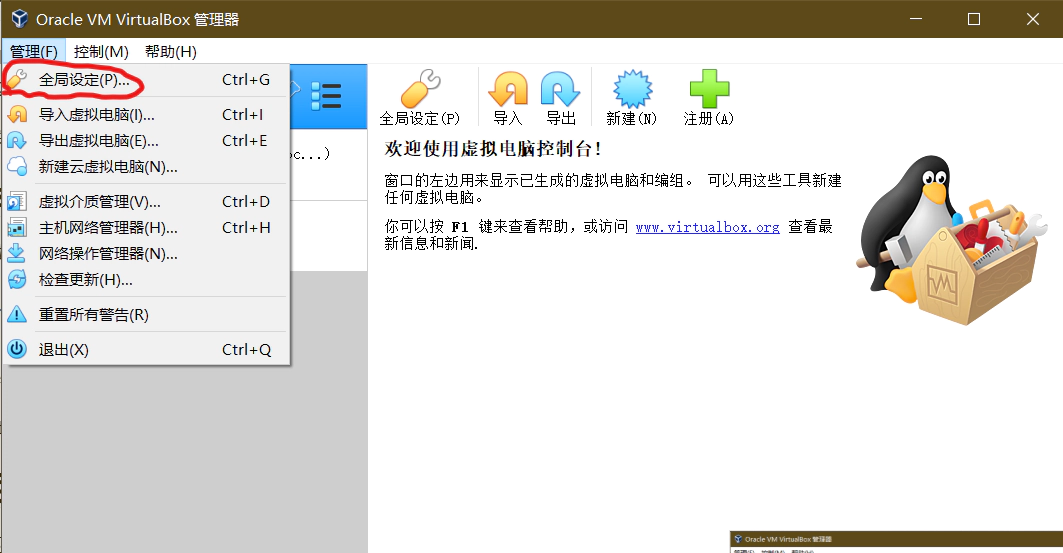 Oracle VM VirtualBox 管理器
管理(F) 控制(M) 帮助(H)
全局设定(P)... Ctrl+G
导入虚拟电脑(I)... Ctrl+I
导出虚拟电脑(E)... Ctrl+E
新建云虚拟电脑(N)...
虚拟介质管理(V)... Ctrl+D
主机网络管理器(H)... Ctrl+H
网络操作管理器(N)...
检查更新(H)...
重置所有警告(R)
退出(X) Ctrl+Q
oc...)
全局设定(P) 导入 导出 新建(N) 注册(A)
欢迎使用虚拟电脑控制台!
窗口的左边用来显示已生成的虚拟电脑和编组。 可以用这些工具新建
任何虚拟电脑。
你可以按 F1 键来查看帮助，或访问 www.virtualbox.org 查看最
新信息和新闻.
Oracle VM VirtualBox 管理器